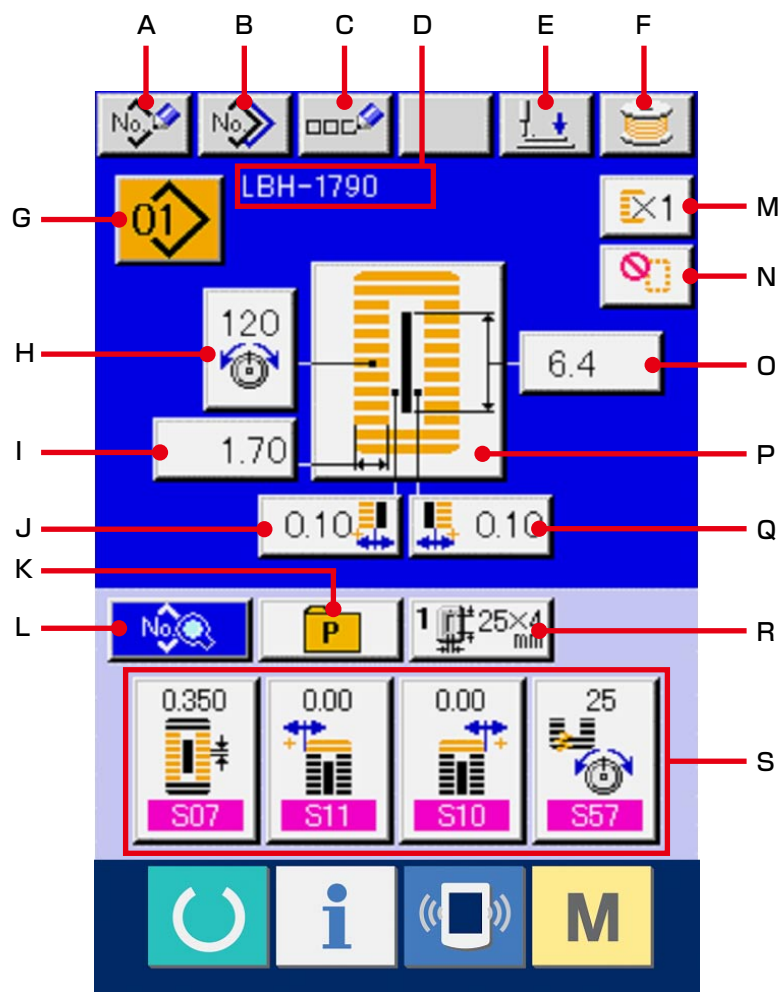 A B C D E F
No. No.
LBH-1790
G 01 ×1 M
N
120
H 6.4 O
I 1.70 P
J 0.10 0.10 Q
K
L No. P 1 25×4 mm R
0.350 0.00 0.00 25
S
S07 S11 S10 S57
i M